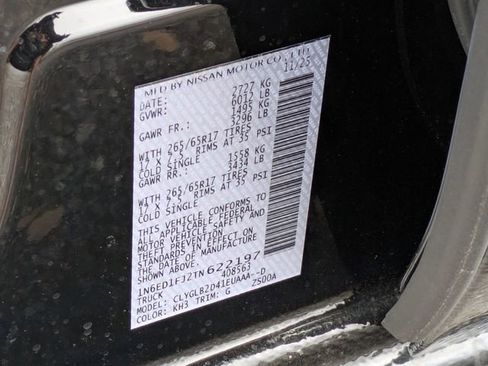 MFD BY NISSAN MOTOR CO., LTD.
DATE: 11/25
GVWR: 2727 KG
6012 LB
GAWR FR.: 1495 KG
3296 LB
WITH 265/65R17 TIRES
17 X 7.5 RIMS AT 35 PSI
COLD SINGLE
GAWR RR.: 1558 KG
3434 LB
WITH 265/65R17 TIRES
17 X 7.5 RIMS AT 35 PSI
COLD SINGLE
THIS VEHICLE CONFORMS TO
ALL APPLICABLE FEDERAL
MOTOR VEHICLE SAFETY AND
THEFT PREVENTION
STANDARDS IN EFFECT ON
THE DATE OF MANUFACTURE
SHOWN ABOVE.
1N6ED1FJ2TN622197
TRUCK 408563
MODEL: CLYGLB2D41EUAAA--D
COLOR: KH3 TRIM: G Z500A